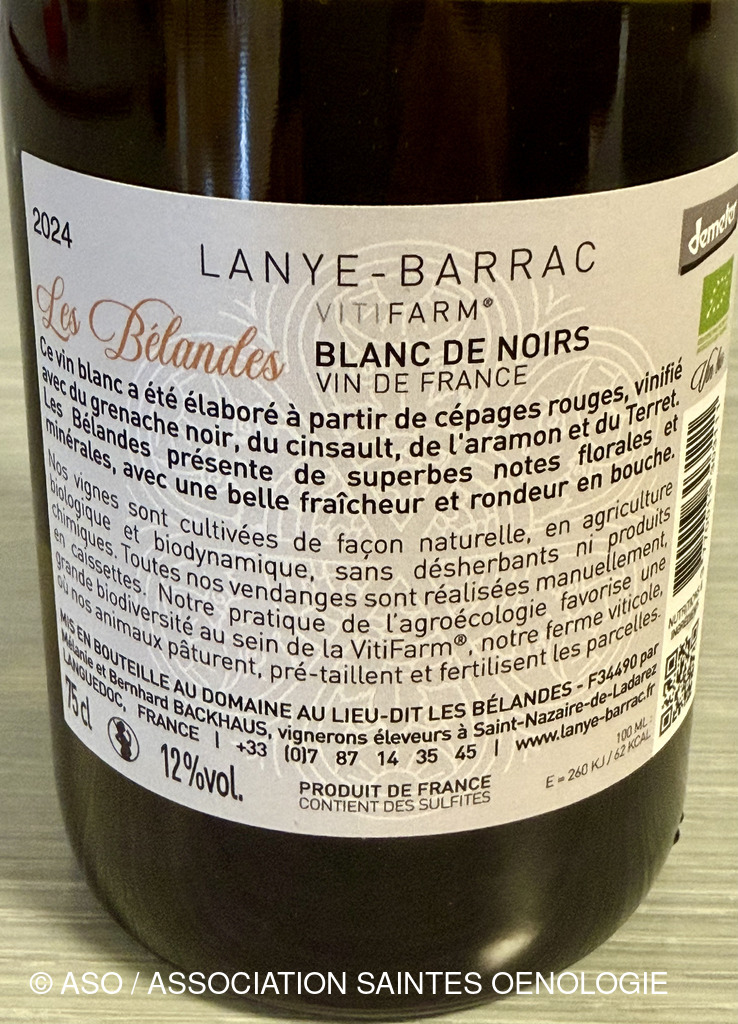 2024
LANYE-BARRAC
demeter
VITIFARM®
Les Bélandes
BLANC DE NOIRS
VIN DE FRANCE
Ce vin blanc a été élaboré à partir de cépages rouges, vinifié
avec du grenache noir, du cinsault, de l'aramon et du Terret.
Les Bélandes présente de superbes notes florales et
minérales, avec une belle fraîcheur et rondeur en bouche.
Nos vignes sont cultivées de façon naturelle, en agriculture
biologique et biodynamique, sans désherbants ni produits
chimiques. Toutes nos vendanges sont réalisées manuellement,
en caissettes. Notre pratique de l'agroécologie favorise une
grande biodiversité au sein de la VitiFarm®, notre ferme viticole,
où nos animaux pâturent, pré-taillent et fertilisent les parcelles.
MIS EN BOUTEILLE AU DOMAINE AU LIEU-DIT LES BÉLANDES - F34490 par
Mélanie et Bernhard BACKHAUS, vignerons éleveurs à Saint-Nazaire-de-Ladarez
LANGUEDOC, FRANCE | +33 (0)7 87 14 35 45 | www.lanye-barrac.fr
75 cl
12%vol.
PRODUIT DE FRANCE
CONTIENT DES SULFITES
100 ML :
E = 260 KJ / 62 KCAL
© ASO / ASSOCIATION SAINTES OENOLOGIE